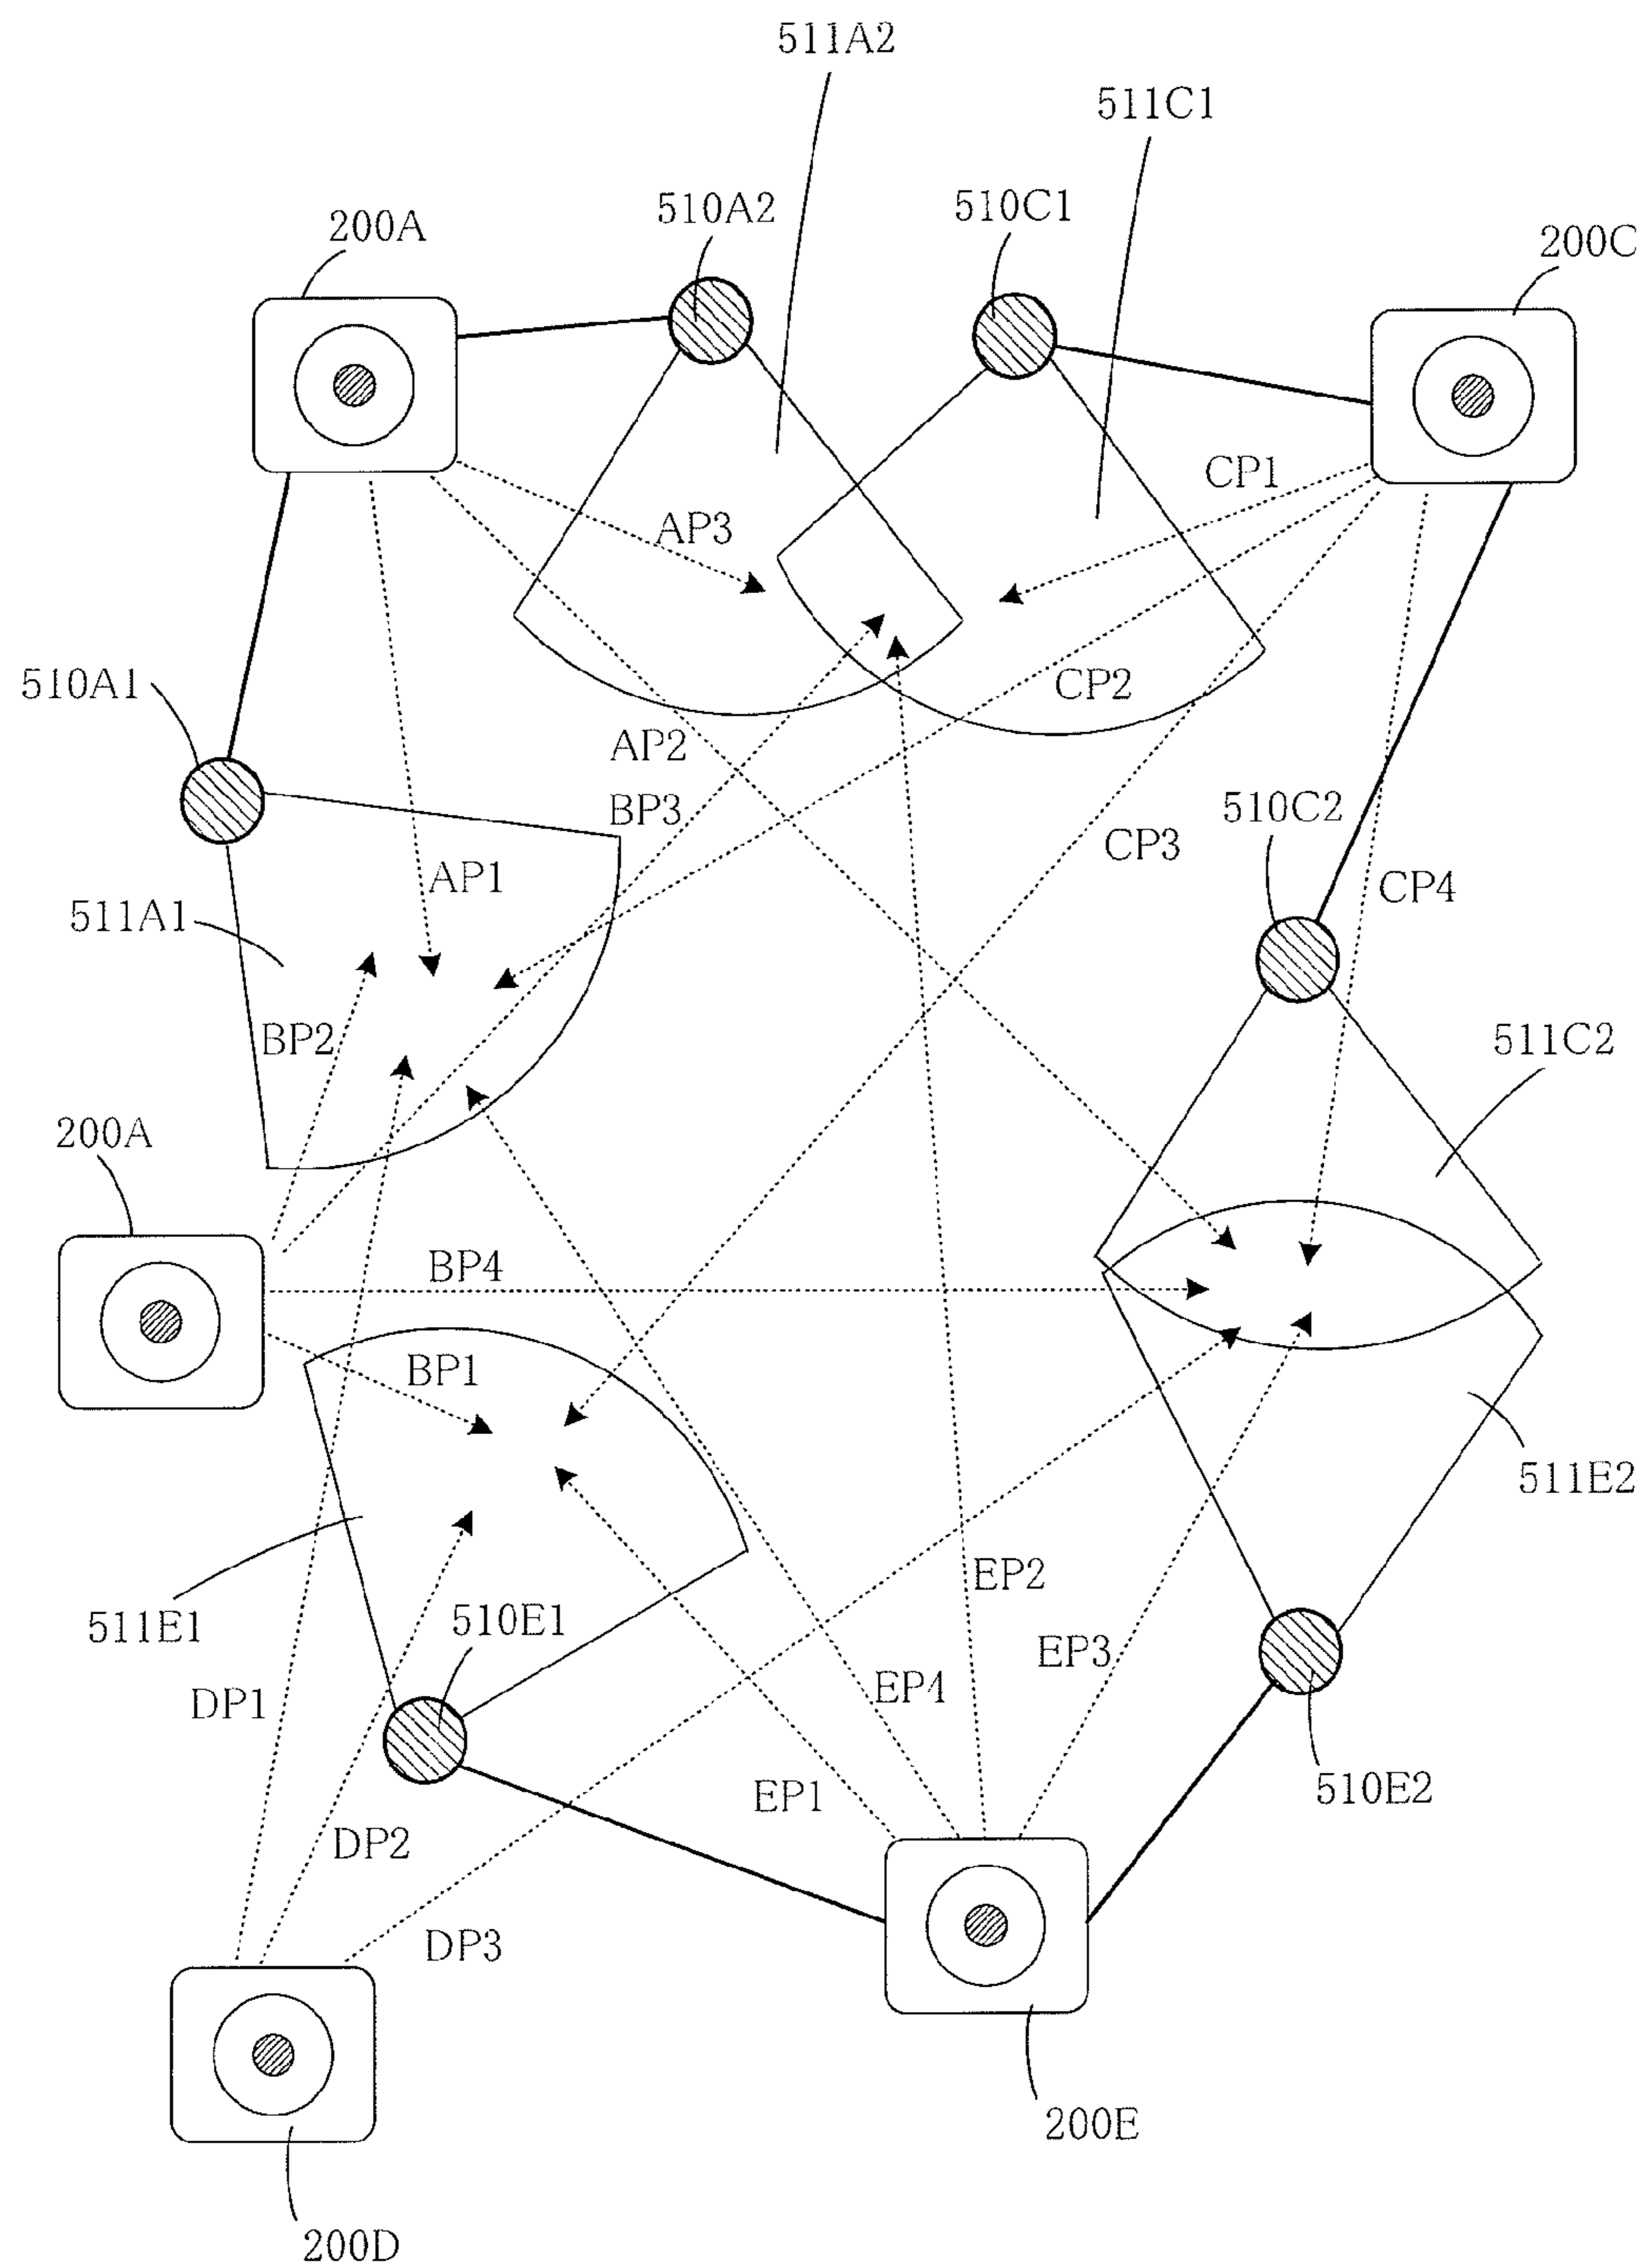 511A2
511C1
510A2
510C1
200A
200C
CP1
AP3
510A1
CP2
AP2
BP3
510C2
CP3
AP1
CP4
511A1
BP2
511C2
200A
BP4
BP1
511E2
EP2
511E1
510E1
EP3
DP1
EP4
EP1
510E2
DP2
DP3
200E
200D